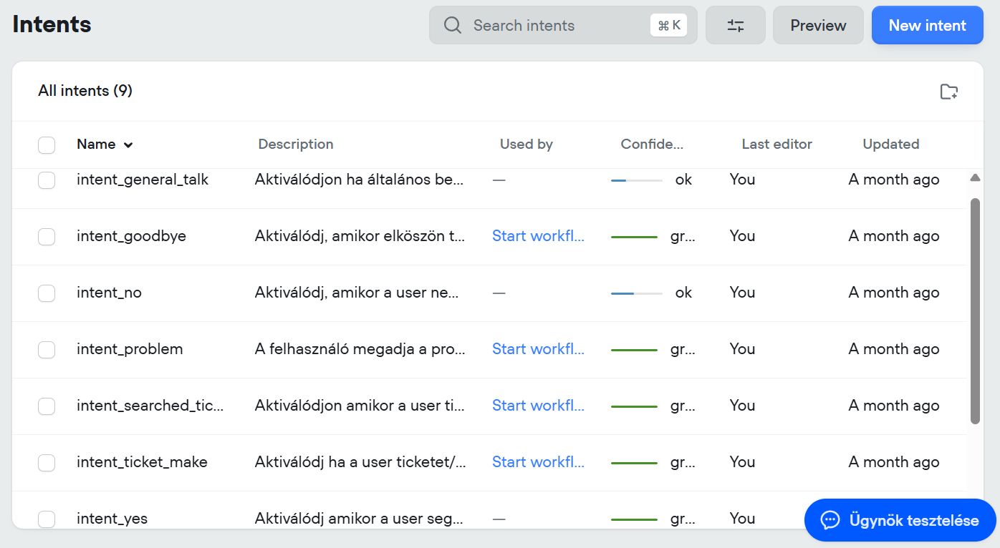 Intents
Search intents
⌘ K
Preview
New intent
All intents (9)
Name Description Used by Confide... Last editor Updated
intent_general_talk Aktiválódjon ha általános be... — ok You A month ago
intent_goodbye Aktiválódj, amikor elköszön t... Start workfl... gr... You A month ago
intent_no Aktiválódj, amikor a user ne... — ok You A month ago
intent_problem A felhasználó megadja a pro... Start workfl... gr... You A month ago
intent_searched_tic... Aktiválódjon amikor a user ti... Start workfl... gr... You A month ago
intent_ticket_make Aktiválódj ha a user ticketet/... Start workfl... gr... You A month ago
intent_yes Aktiválódj amikor a user seg... — gr... You
Ügynök tesztelése